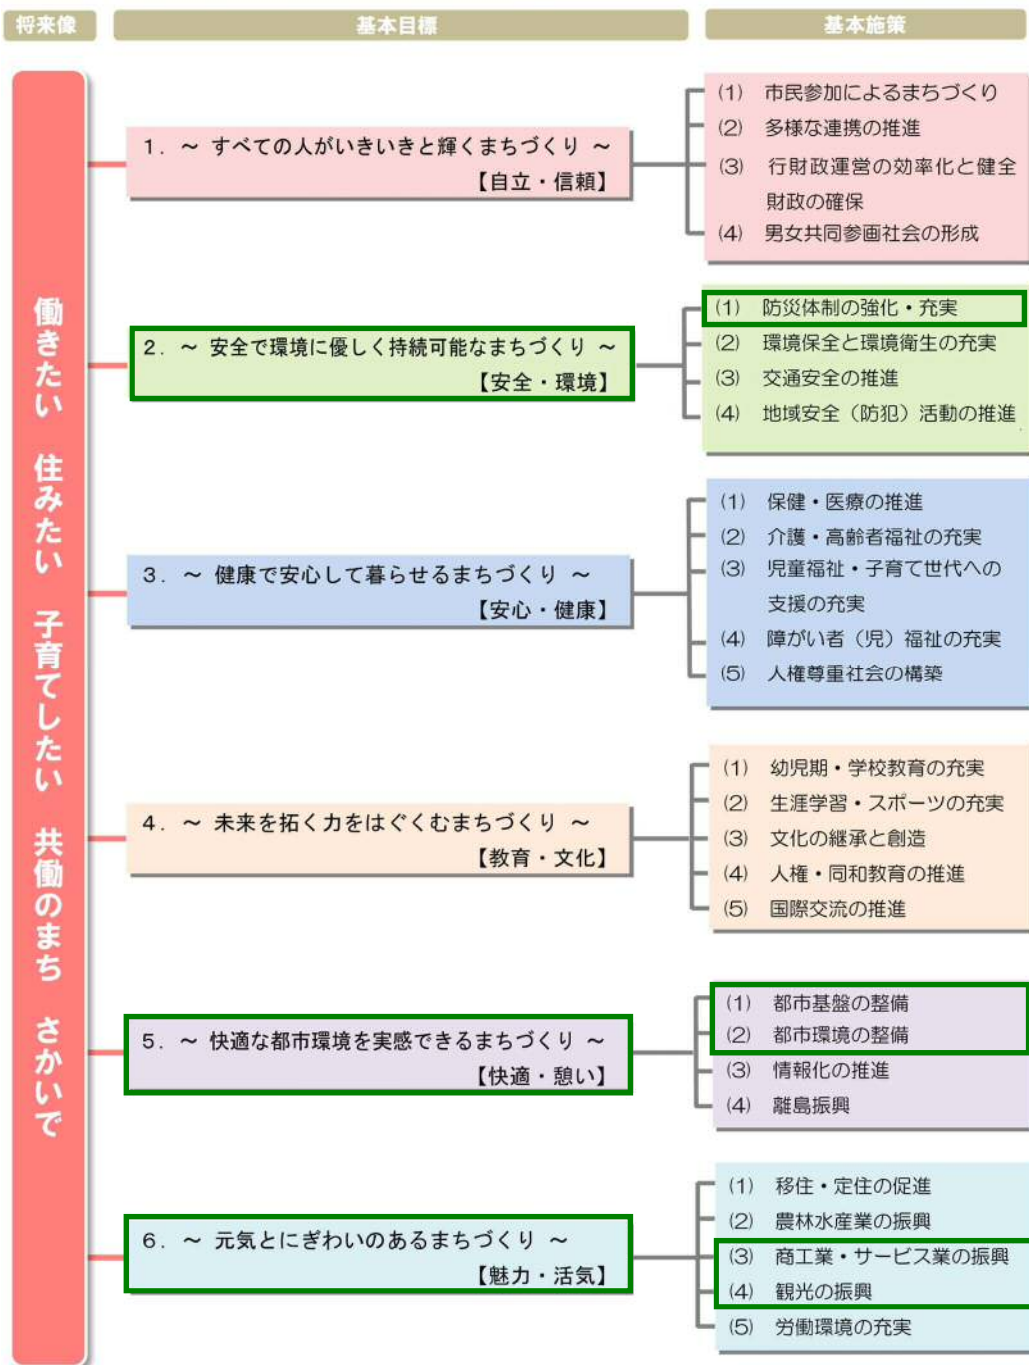 将来像
基本目標
基本施策
働きたい 住みたい 子育てしたい 共働のまち さかいで
1．～ すべての人がいきいきと輝くまちづくり ～
【自立・信頼】
(1) 市民参加によるまちづくり
(2) 多様な連携の推進
(3) 行財政運営の効率化と健全
財政の確保
(4) 男女共同参画社会の形成
2．～ 安全で環境に優しく持続可能なまちづくり ～
【安全・環境】
(1) 防災体制の強化・充実
(2) 環境保全と環境衛生の充実
(3) 交通安全の推進
(4) 地域安全（防犯）活動の推進
3．～ 健康で安心して暮らせるまちづくり ～
【安心・健康】
(1) 保健・医療の推進
(2) 介護・高齢者福祉の充実
(3) 児童福祉・子育て世代への
支援の充実
(4) 障がい者（児）福祉の充実
(5) 人権尊重社会の構築
4．～ 未来を拓く力をはぐくむまちづくり ～
【教育・文化】
(1) 幼児期・学校教育の充実
(2) 生涯学習・スポーツの充実
(3) 文化の継承と創造
(4) 人権・同和教育の推進
(5) 国際交流の推進
5．～ 快適な都市環境を実感できるまちづくり ～
【快適・憩い】
(1) 都市基盤の整備
(2) 都市環境の整備
(3) 情報化の推進
(4) 離島振興
6．～ 元気とにぎわいのあるまちづくり ～
【魅力・活気】
(1) 移住・定住の促進
(2) 農林水産業の振興
(3) 商工業・サービス業の振興
(4) 観光の振興
(5) 労働環境の充実